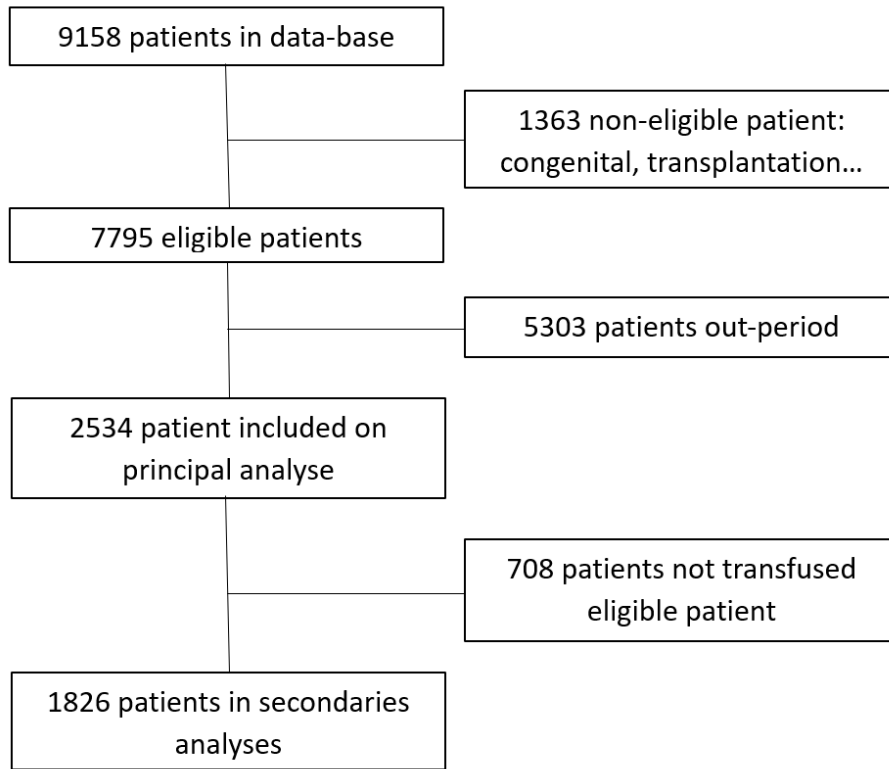 9158 patients in data-base
1363 non-eligible patient:
congenital, transplantation…
7795 eligible patients
5303 patients out-period
2534 patient included on
principal analyse
708 patients not transfused
eligible patient
1826 patients in secondaries
analyses